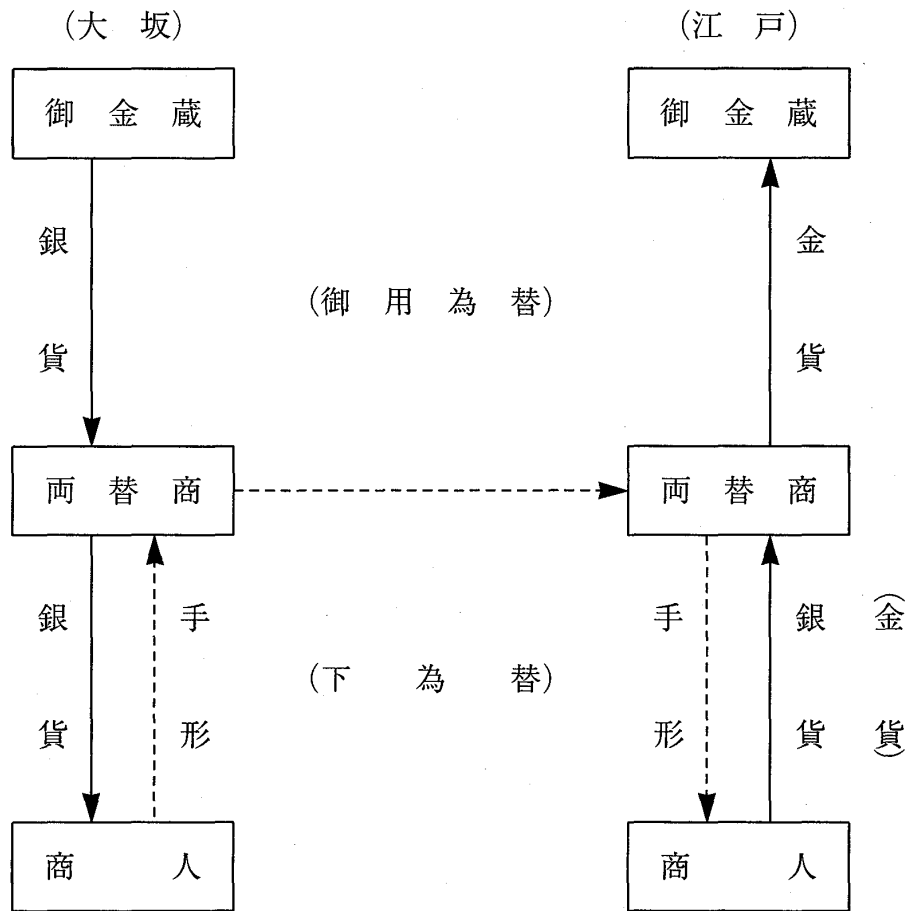 (大 坂)
(江 戸)
御 金 蔵
御 金 蔵
銀 貨
金 貨
(御 用 為 替)
両 替 商
両 替 商
銀 貨
手 形
(下 為 替)
手 形
銀 貨
(金 貨)
商 人
商 人